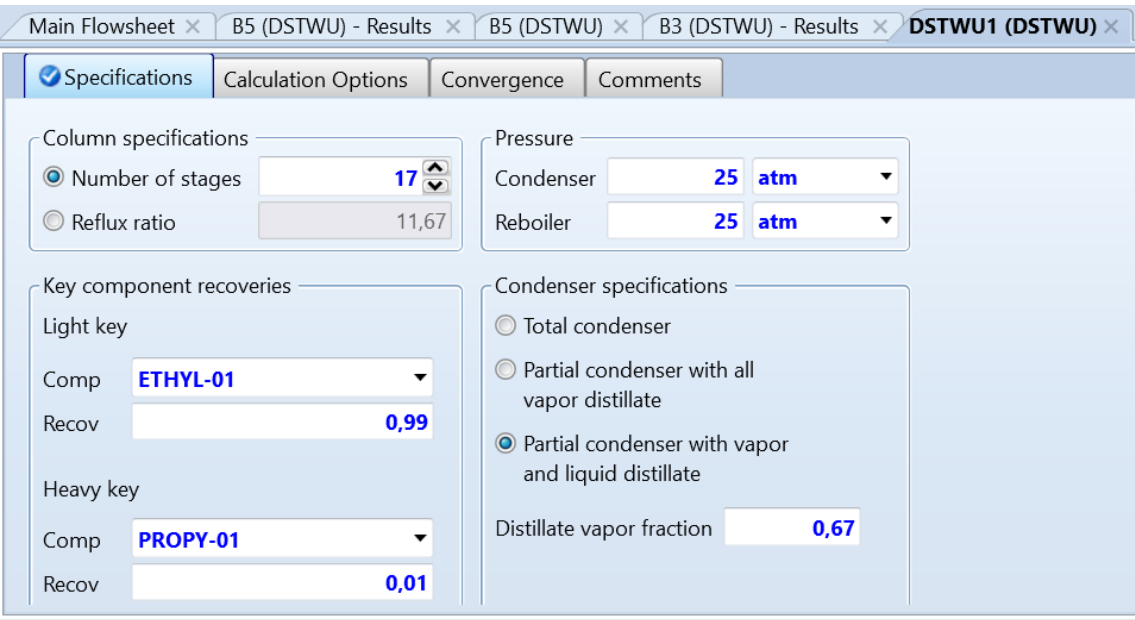 Main Flowsheet × B5 (DSTWU) - Results × B5 (DSTWU) × B3 (DSTWU) - Results × DSTWU1 (DSTWU) ×
Specifications Calculation Options Convergence Comments
Column specifications
Number of stages 17
Reflux ratio 11,67
Pressure
Condenser 25 atm
Reboiler 25 atm
Key component recoveries
Light key
Comp ETHYL-01
Recov 0,99
Heavy key
Comp PROPY-01
Recov 0,01
Condenser specifications
Total condenser
Partial condenser with all
vapor distillate
Partial condenser with vapor
and liquid distillate
Distillate vapor fraction 0,67